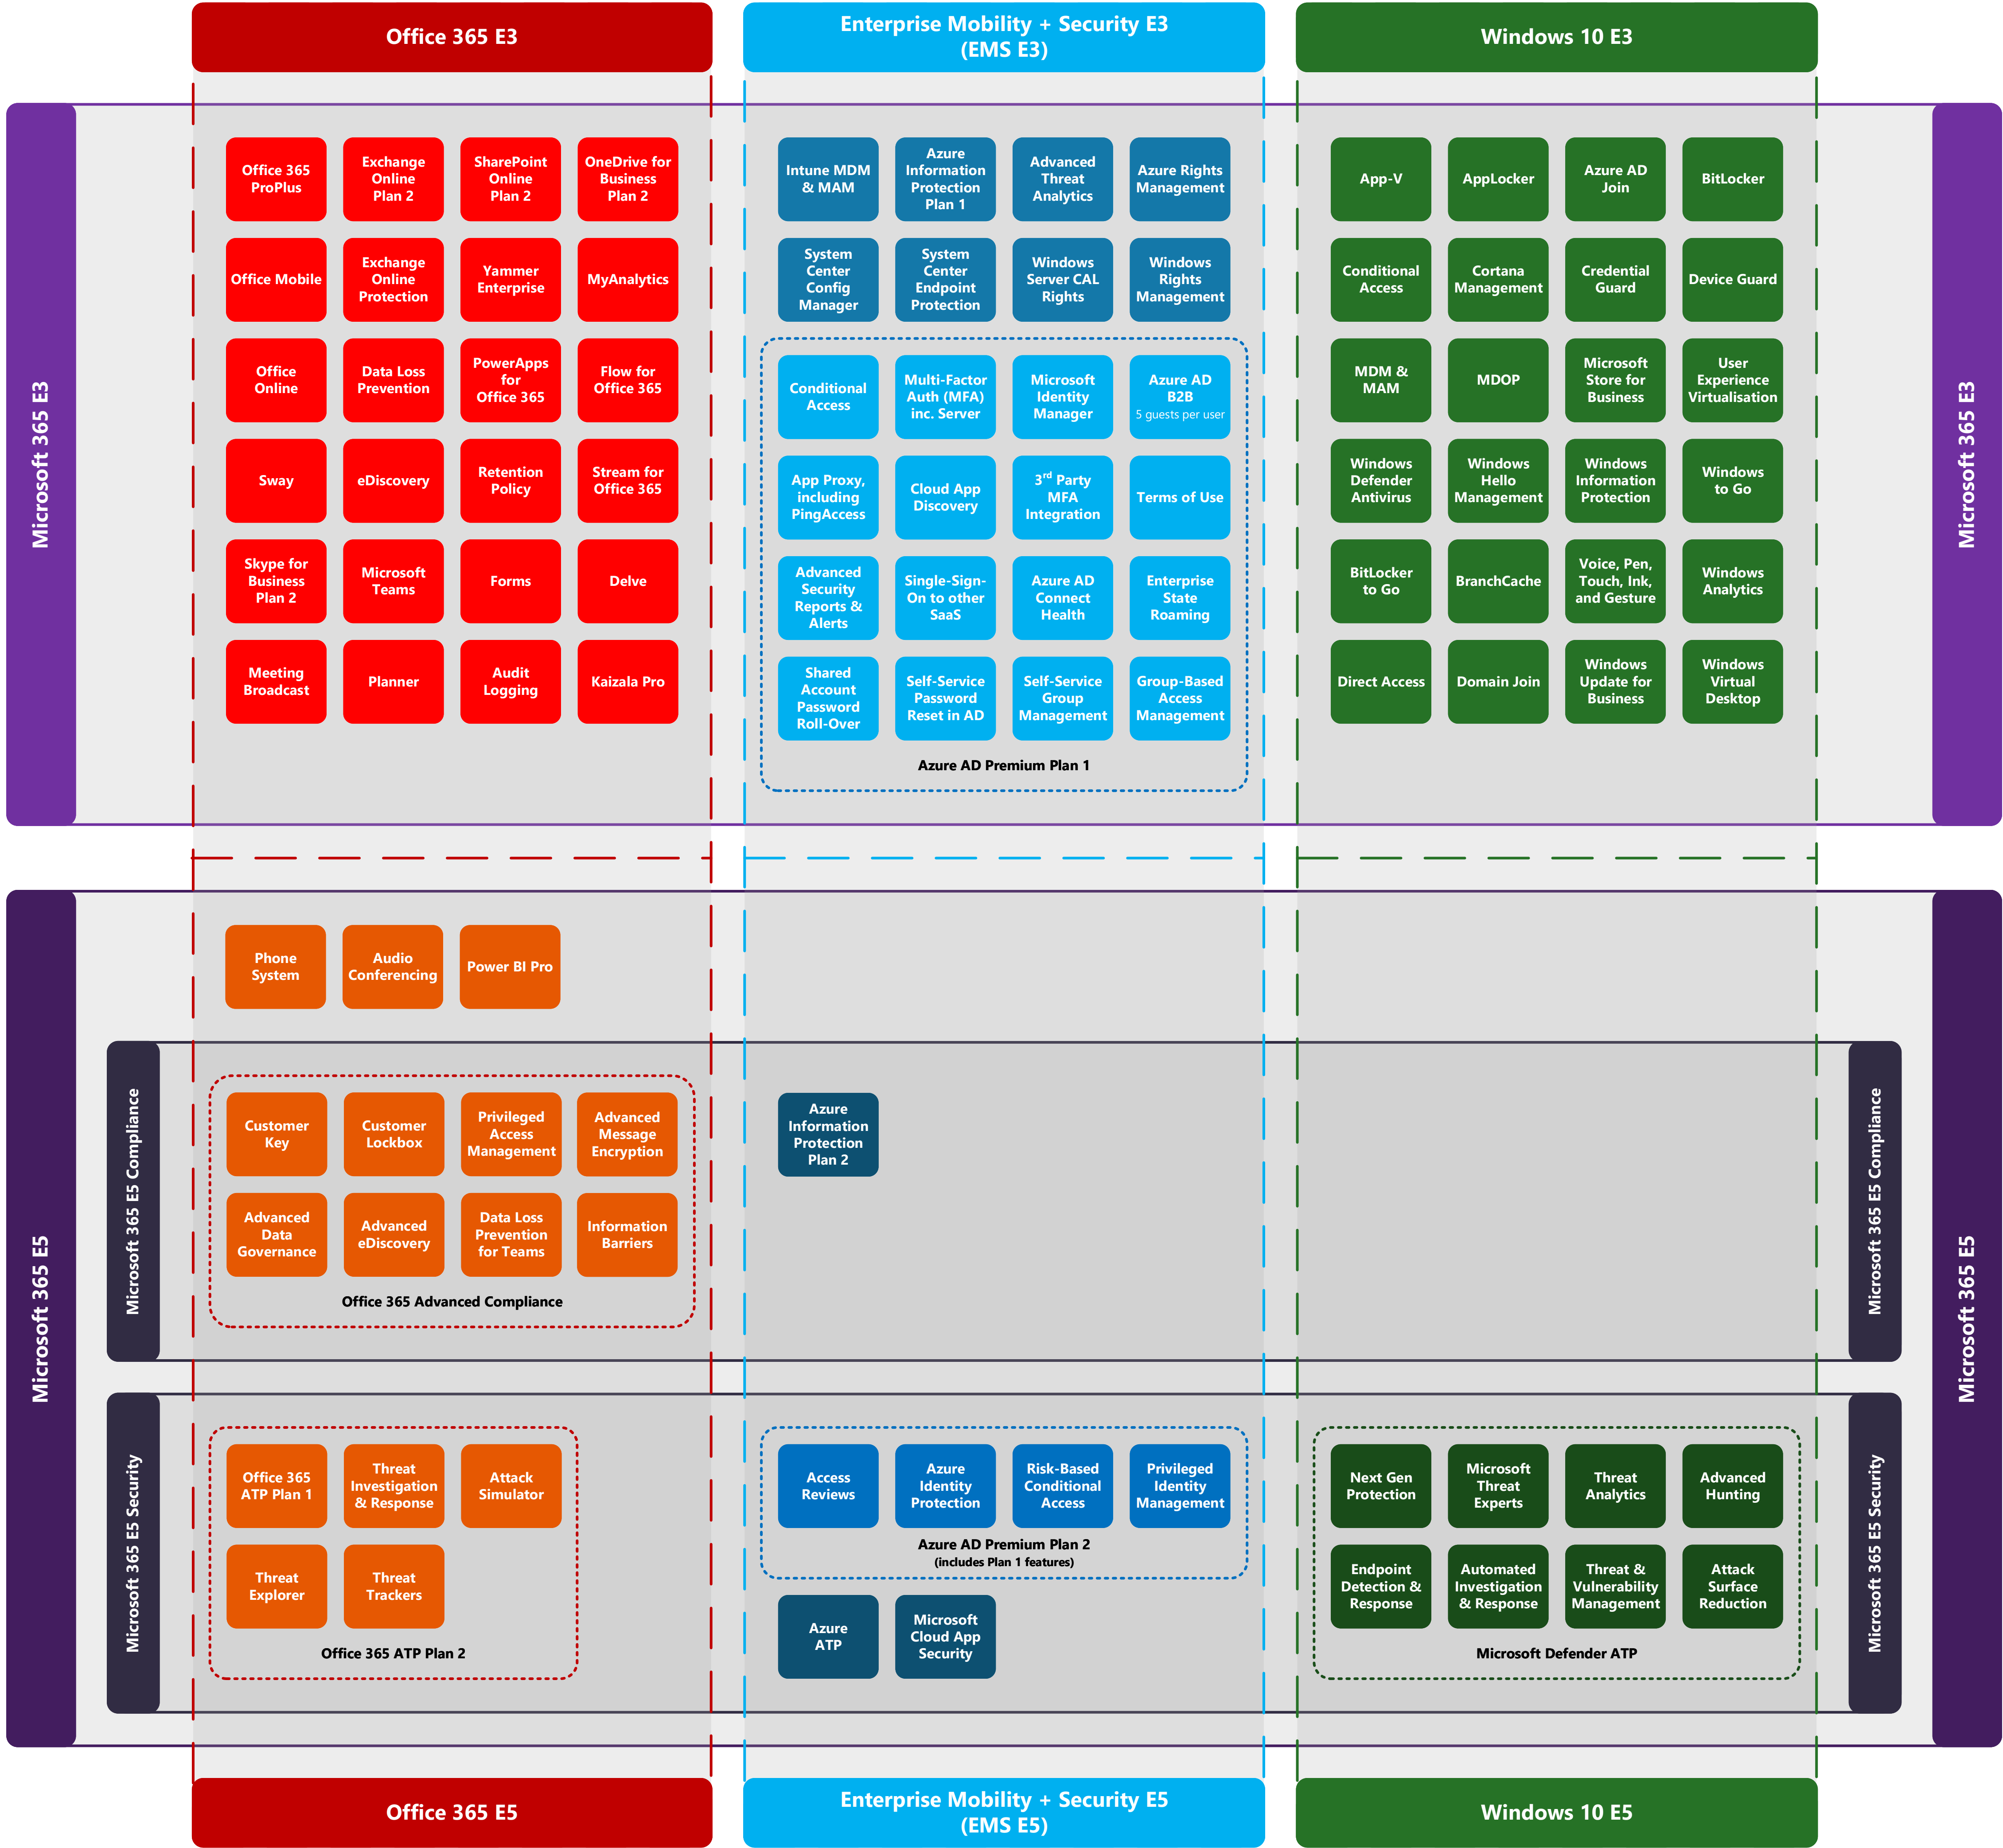 Office 365 E3
Enterprise Mobility + Security E3
(EMS E3)
Windows 10 E3
Microsoft 365 E3
Office 365
ProPlus
Exchange
Online
Plan 2
SharePoint
Online
Plan 2
OneDrive for
Business
Plan 2
Office Mobile
Exchange
Online
Protection
Yammer
Enterprise
MyAnalytics
Office
Online
Data Loss
Prevention
PowerApps
for
Office 365
Flow for
Office 365
Sway
eDiscovery
Retention
Policy
Stream for
Office 365
Skype for
Business
Plan 2
Microsoft
Teams
Forms
Delve
Meeting
Broadcast
Planner
Audit
Logging
Kaizala Pro
Intune MDM
& MAM
Azure
Information
Protection
Plan 1
Advanced
Threat
Analytics
Azure Rights
Management
System
Center
Config
Manager
System
Center
Endpoint
Protection
Windows
Server CAL
Rights
Windows
Rights
Management
Conditional
Access
Multi-Factor
Auth (MFA)
inc. Server
Microsoft
Identity
Manager
Azure AD
B2B
5 guests per user
App Proxy,
including
PingAccess
Cloud App
Discovery
3rd Party
MFA
Integration
Terms of Use
Advanced
Security
Reports &
Alerts
Single-Sign-
On to other
SaaS
Azure AD
Connect
Health
Enterprise
State
Roaming
Shared
Account
Password
Roll-Over
Self-Service
Password
Reset in AD
Self-Service
Group
Management
Group-Based
Access
Management
Azure AD Premium Plan 1
App-V
AppLocker
Azure AD
Join
BitLocker
Conditional
Access
Cortana
Management
Credential
Guard
Device Guard
MDM &
MAM
MDOP
Microsoft
Store for
Business
User
Experience
Virtualisation
Windows
Defender
Antivirus
Windows
Hello
Management
Windows
Information
Protection
Windows
to Go
BitLocker
to Go
BranchCache
Voice, Pen,
Touch, Ink,
and Gesture
Windows
Analytics
Direct Access
Domain Join
Windows
Update for
Business
Windows
Virtual
Desktop
Microsoft 365 E3
Microsoft 365 E5
Phone
System
Audio
Conferencing
Power BI Pro
Microsoft 365 E5 Compliance
Customer
Key
Customer
Lockbox
Privileged
Access
Management
Advanced
Message
Encryption
Advanced
Data
Governance
Advanced
eDiscovery
Data Loss
Prevention
for Teams
Information
Barriers
Office 365 Advanced Compliance
Azure
Information
Protection
Plan 2
Microsoft 365 E5 Compliance
Microsoft 365 E5 Security
Office 365
ATP Plan 1
Threat
Investigation
& Response
Attack
Simulator
Threat
Explorer
Threat
Trackers
Office 365 ATP Plan 2
Access
Reviews
Azure
Identity
Protection
Risk-Based
Conditional
Access
Privileged
Identity
Management
Azure AD Premium Plan 2
(includes Plan 1 features)
Azure
ATP
Microsoft
Cloud App
Security
Next Gen
Protection
Microsoft
Threat
Experts
Threat
Analytics
Advanced
Hunting
Endpoint
Detection &
Response
Automated
Investigation
& Response
Threat &
Vulnerability
Management
Attack
Surface
Reduction
Microsoft Defender ATP
Microsoft 365 E5 Security
Microsoft 365 E5
Office 365 E5
Enterprise Mobility + Security E5
(EMS E5)
Windows 10 E5